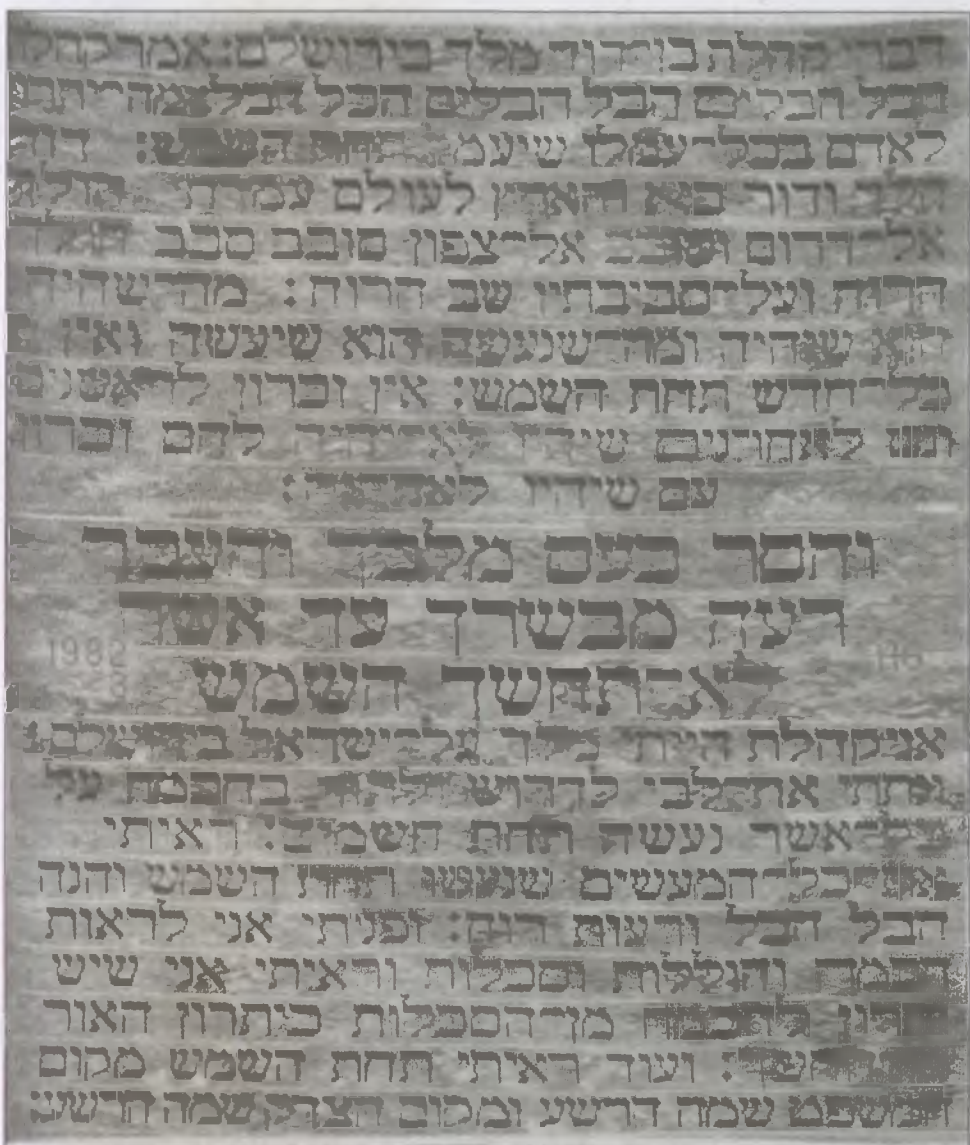 דברי קהלת בן דוד מלך בירושלים: אמר קהלת
הבל הבלים הבל הבלים הכל הבל: מה־יתרון
לאדם בכל־עמלו שיעמל תחת השמש: דור
הלך ודור בא והארץ לעולם עמדת הולך
אל־דרום וסבב אל־צפון סובב סבב הולך
הרוח ועל־סביבתיו שב הרוח: מה־שהיה
הוא שיהיה ומה־שנעשה הוא שיעשה ואין
כל־חדש תחת השמש: אין זכרון לראשנים
וגם לאחרנים שיהיו לא־יהיה להם זכרון
עם שיהיו לאחרנה:
והסר כעס מלבך והעבר
רעה מבשרך עד אשר
לא־תחשך השמש
1982 116
אני קהלת הייתי מלך על־ישראל בירושלם:
ונתתי את־לבי לדרוש ולתור בחכמה על
כל־אשר נעשה תחת השמים: ראיתי
את־כל־המעשים שנעשו תחת השמש והנה
הכל הבל ורעות רוח: ופניתי אני לראות
חכמה והוללות וסכלות וראיתי אני שיש
יתרון לחכמה מן־הסכלות כיתרון האור
מן־החשך: ועוד ראיתי תחת השמש מקום
המשפט שמה הרשע ומקום הצדק שמה הרשע: